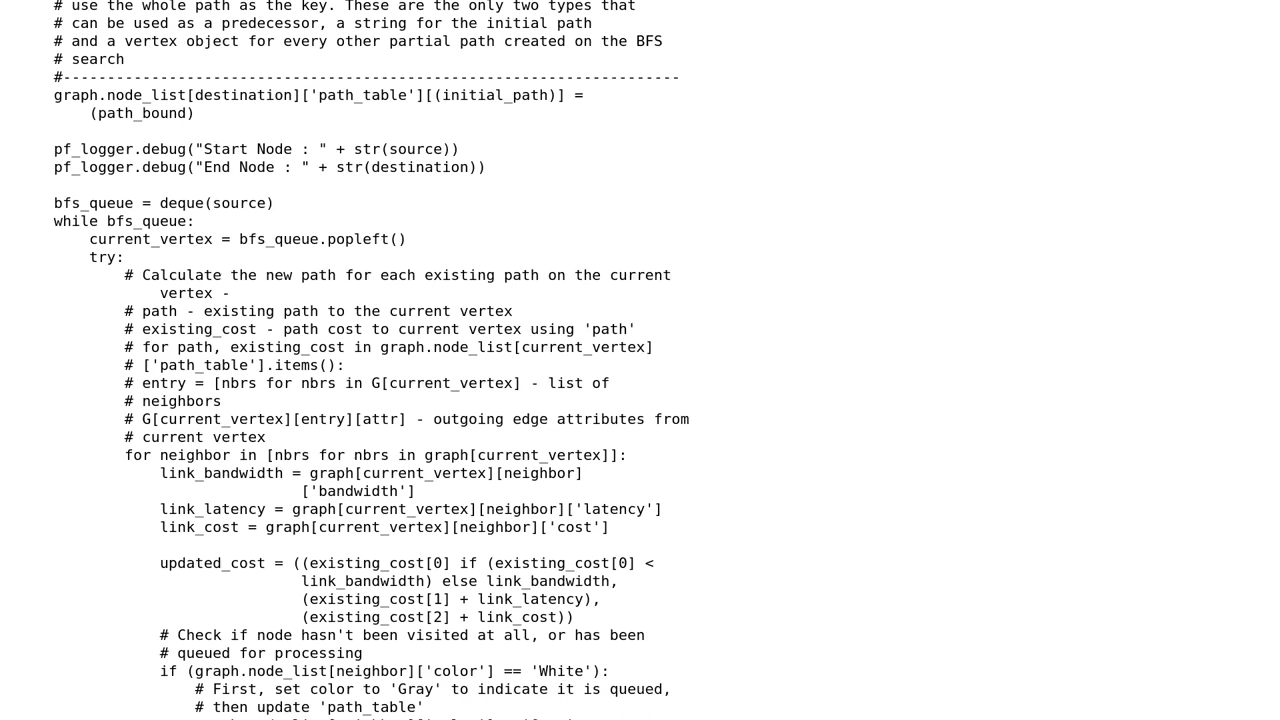 # use the whole path as the key. These are the only two types that
# can be used as a predecessor, a string for the initial path
# and a vertex object for every other partial path created on the BFS
# search
#----------------------------------------------------------------------
graph.node_list[destination]['path_table'][(initial_path)] =
    (path_bound)

pf_logger.debug("Start Node : " + str(source))
pf_logger.debug("End Node : " + str(destination))

bfs_queue = deque(source)
while bfs_queue:
    current_vertex = bfs_queue.popleft()
    try:
        # Calculate the new path for each existing path on the current
            vertex -
        # path - existing path to the current vertex
        # existing_cost - path cost to current vertex using 'path'
        # for path, existing_cost in graph.node_list[current_vertex]
        # ['path_table'].items():
        # entry = [nbrs for nbrs in G[current_vertex] - list of
        # neighbors
        # G[current_vertex][entry][attr] - outgoing edge attributes from
        # current vertex
        for neighbor in [nbrs for nbrs in graph[current_vertex]]:
            link_bandwidth = graph[current_vertex][neighbor]
                            ['bandwidth']
            link_latency = graph[current_vertex][neighbor]['latency']
            link_cost = graph[current_vertex][neighbor]['cost']

            updated_cost = ((existing_cost[0] if (existing_cost[0] <
                            link_bandwidth) else link_bandwidth,
                            (existing_cost[1] + link_latency),
                            (existing_cost[2] + link_cost))
            # Check if node hasn't been visited at all, or has been
            # queued for processing
            if (graph.node_list[neighbor]['color'] == 'White'):
                # First, set color to 'Gray' to indicate it is queued,
                # then update 'path_table'